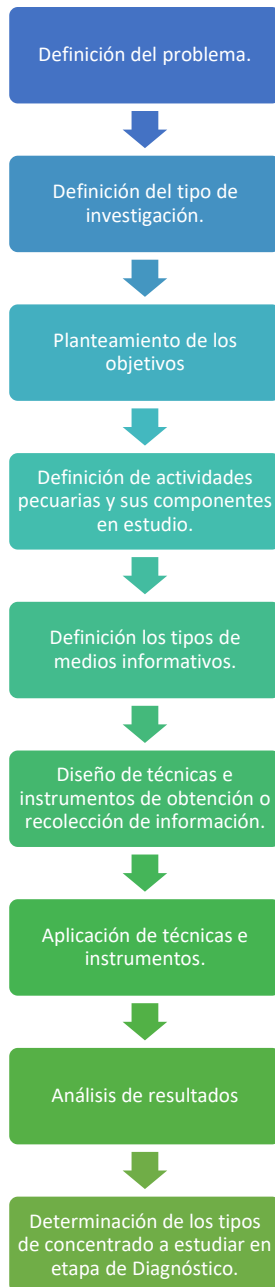 Definición del problema.
Definición del tipo de
investigación.
Planteamiento de los
objetivos
Definición de actividades
pecuarias y sus componentes
en estudio.
Definición los tipos de
medios informativos.
Diseño de técnicas e
instrumentos de obtención o
recolección de información.
Aplicación de técnicas e
instrumentos.
Análisis de resultados
Determinación de los tipos
de concentrado a estudiar en
etapa de Diagnóstico.